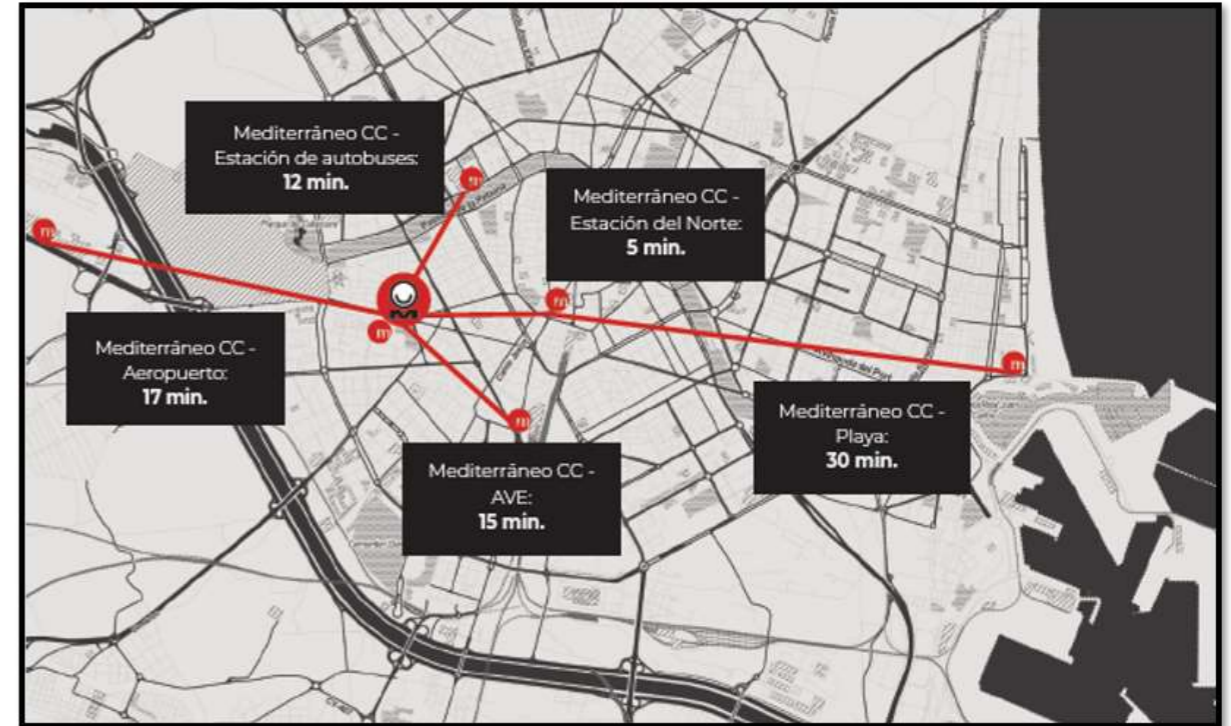 Mediterráneo CC -
Estación de autobuses:
12 min.
Mediterráneo CC -
Estación del Norte:
5 min.
Mediterráneo CC -
Aeropuerto:
17 min.
Mediterráneo CC -
Playa:
30 min.
Mediterráneo CC -
AVE:
15 min.
m
m
m
m
m
m
M